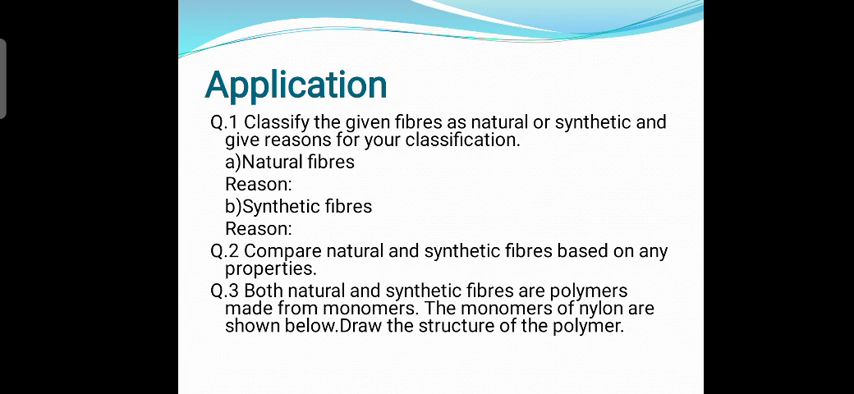 Application
Q.1 Classify the given fibres as natural or synthetic and
give reasons for your classification.
a)Natural fibres
Reason:
b)Synthetic fibres
Reason:
Q.2 Compare natural and synthetic fibres based on any
properties.
Q.3 Both natural and synthetic fibres are polymers
made from monomers. The monomers of nylon are
shown below.Draw the structure of the polymer.